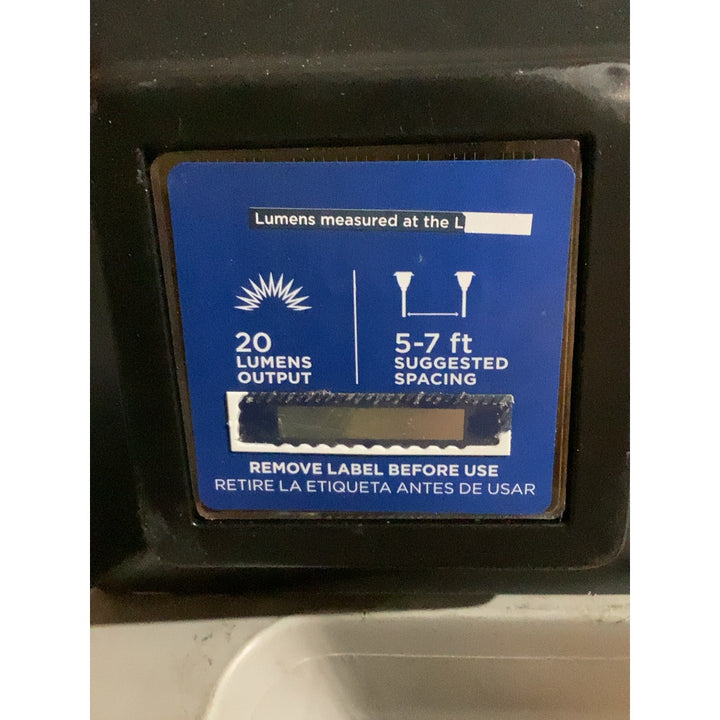 Lumens measured at the L
20
LUMENS
OUTPUT
5-7 ft
SUGGESTED
SPACING
REMOVE LABEL BEFORE USE
RETIRE LA ETIQUETA ANTES DE USAR